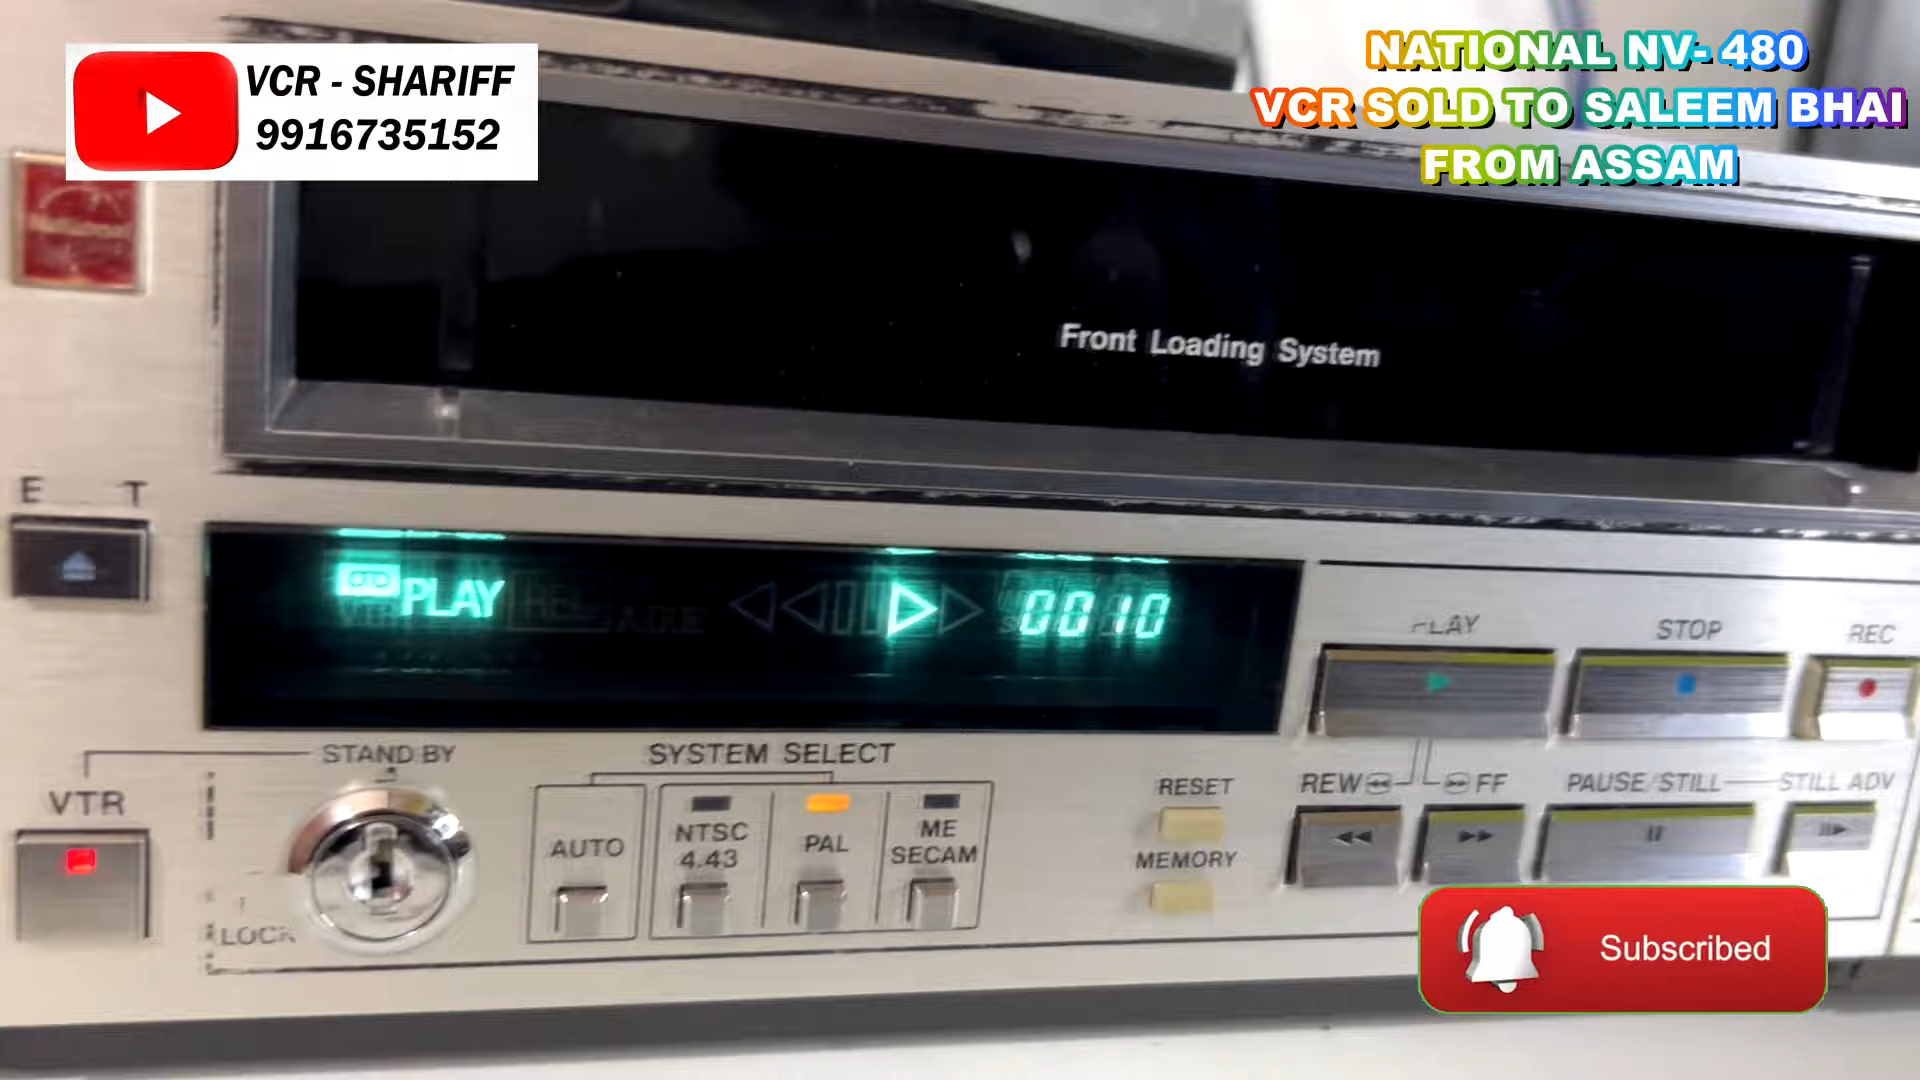 VCR - SHARIFF
9916735152
NATIONAL NV- 480
VCR SOLD TO SALEEM BHAI
FROM ASSAM
National
Front Loading System
PLAY
0010
PLAY
STOP
REC
STAND BY
SYSTEM SELECT
VTR
AUTO
NTSC
4.43
PAL
ME
SECAM
RESET
MEMORY
REW
FF
PAUSE/STILL
STILL ADV
LOCK
Subscribed